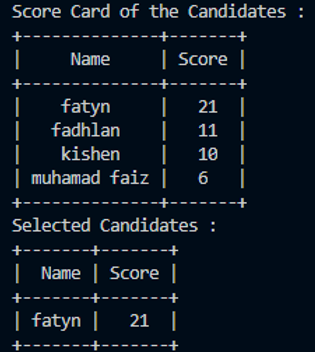 Score Card of the Candidates :
+--------------+-------+
|     Name     | Score |
+--------------+-------+
|    fatyn     |   21  |
|   fadhlan    |   11  |
|    kishen    |   10  |
| muhamad faiz |   6   |
+--------------+-------+
Selected Candidates :
+-------+-------+
|  Name | Score |
+-------+-------+
| fatyn |   21  |
+-------+-------+